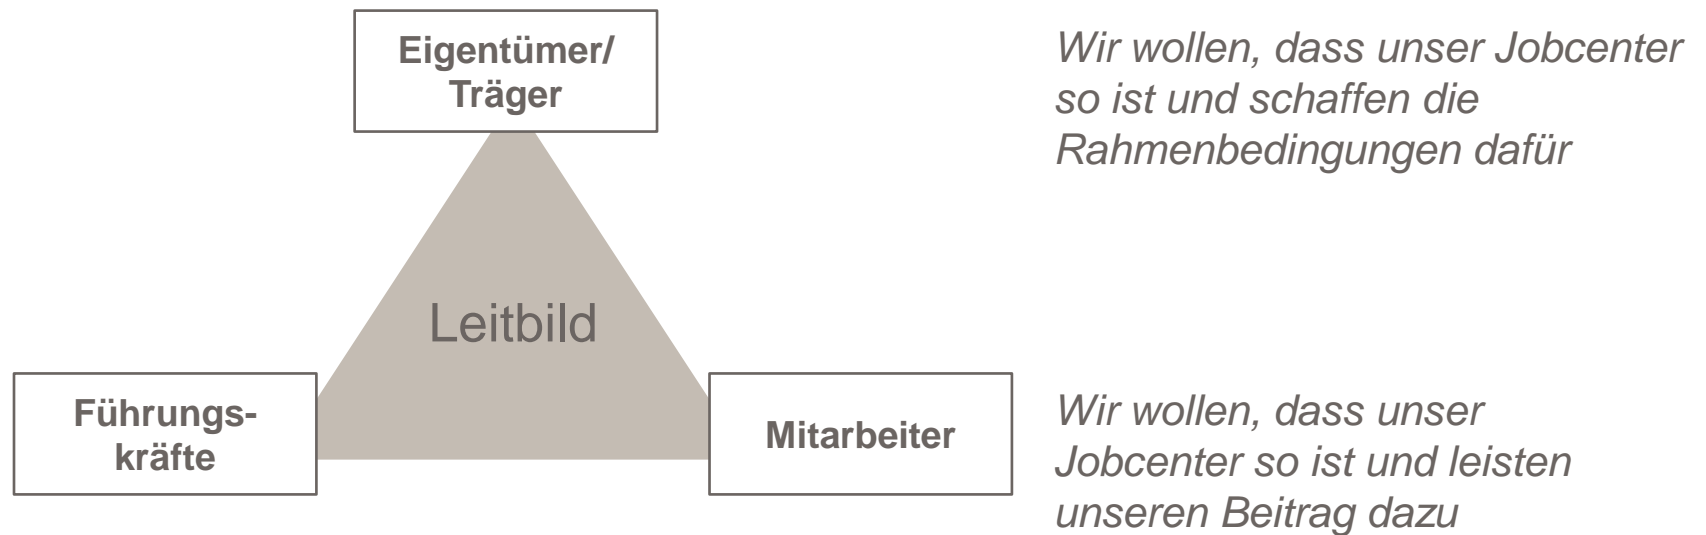 Eigentümer/
Träger
Wir wollen, dass unser Jobcenter
so ist und schaffen die
Rahmenbedingungen dafür
Leitbild
Führungs-
kräfte
Mitarbeiter
Wir wollen, dass unser
Jobcenter so ist und leisten
unseren Beitrag dazu